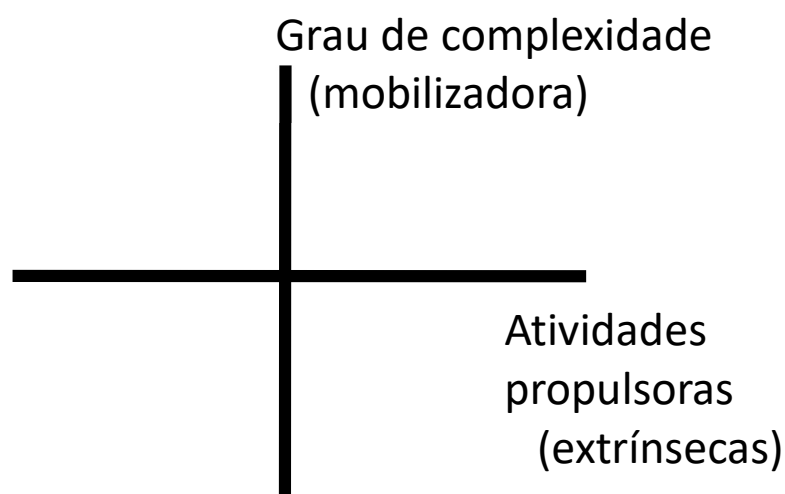 Grau de complexidade
(mobilizadora)
Atividades
propulsoras
(extrínsecas)